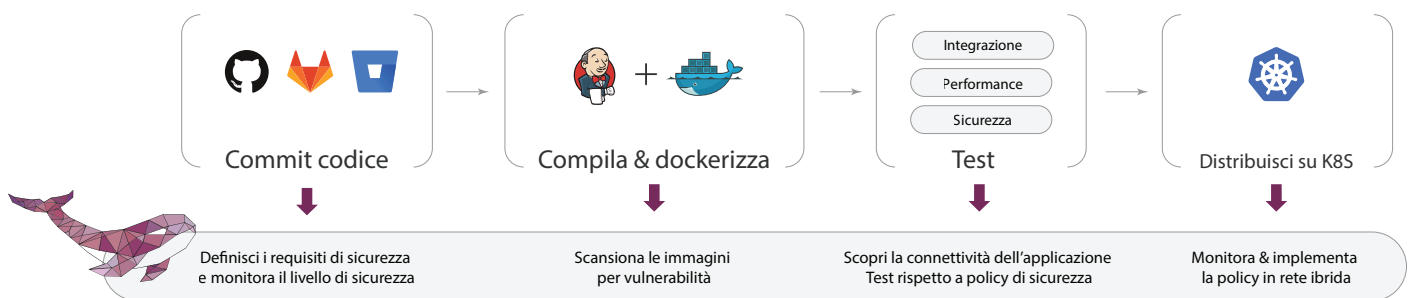 Integrazione
Performance
Sicurezza
Commit codice
Compila & dockerizza
Test
Distribuisci su K8S
Definisci i requisiti di sicurezza
e monitora il livello di sicurezza
Scansiona le immagini
per vulnerabilità
Scopri la connettività dell'applicazione
Test rispetto a policy di sicurezza
Monitora & implementa
la policy in rete ibrida